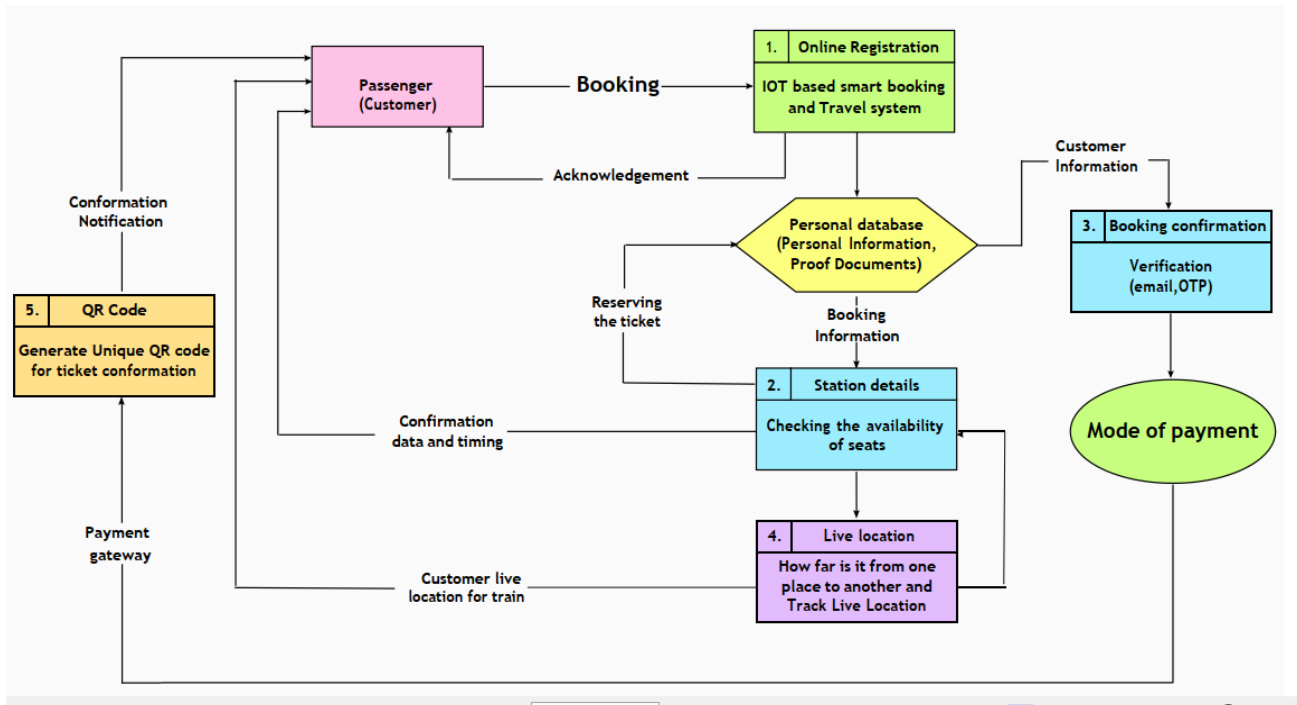 Passenger
(Customer)
Booking
1. Online Registration
IOT based smart booking
and Travel system
Acknowledgement
Customer
Information
Conformation
Notification
Personal database
(Personal Information,
Proof Documents)
3. Booking confirmation
Verification
(email,OTP)
Reserving
the ticket
Booking
Information
5. QR Code
Generate Unique QR code
for ticket conformation
2. Station details
Checking the availability
of seats
Confirmation
data and timing
Mode of payment
Payment
gateway
4. Live location
How far is it from one
place to another and
Track Live Location
Customer live
location for train